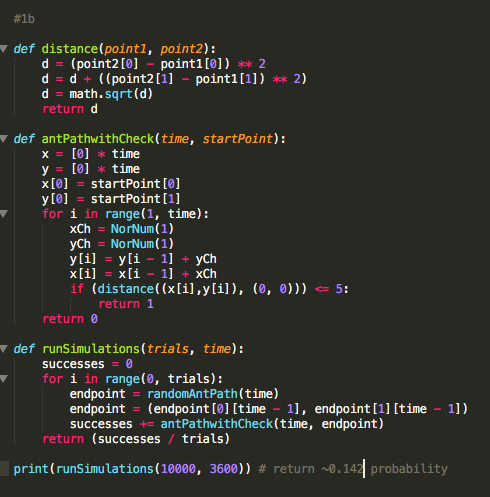 #1b
def distance(point1, point2):
    d = (point2[0] - point1[0]) ** 2
    d = d + ((point2[1] - point1[1]) ** 2)
    d = math.sqrt(d)
    return d
def antPathwithCheck(time, startPoint):
    x = [0] * time
    y = [0] * time
    x[0] = startPoint[0]
    y[0] = startPoint[1]
    for i in range(1, time):
        xCh = NorNum(1)
        yCh = NorNum(1)
        y[i] = y[i - 1] + yCh
        x[i] = x[i - 1] + xCh
        if (distance((x[i],y[i]), (0, 0))) <= 5:
            return 1
    return 0
def runSimulations(trials, time):
    successes = 0
    for i in range(0, trials):
        endpoint = randomAntPath(time)
        endpoint = (endpoint[0][time - 1], endpoint[1][time - 1])
        successes += antPathwithCheck(time, endpoint)
    return (successes / trials)
print(runSimulations(10000, 3600)) # return ~0.142 probability